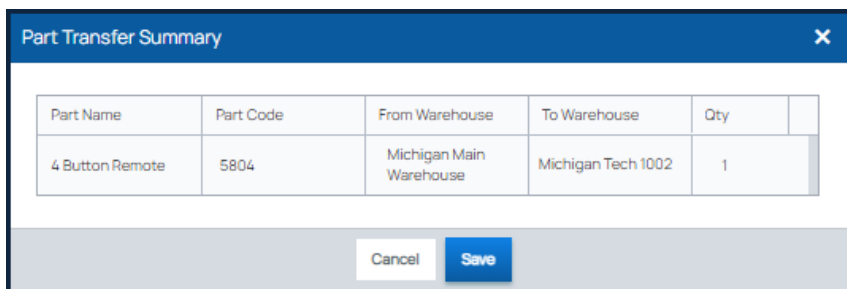 Part Transfer Summary
Part Name Part Code From Warehouse To Warehouse Qty
4 Button Remote 5804 Michigan Main Warehouse Michigan Tech 1002 1
Cancel Save